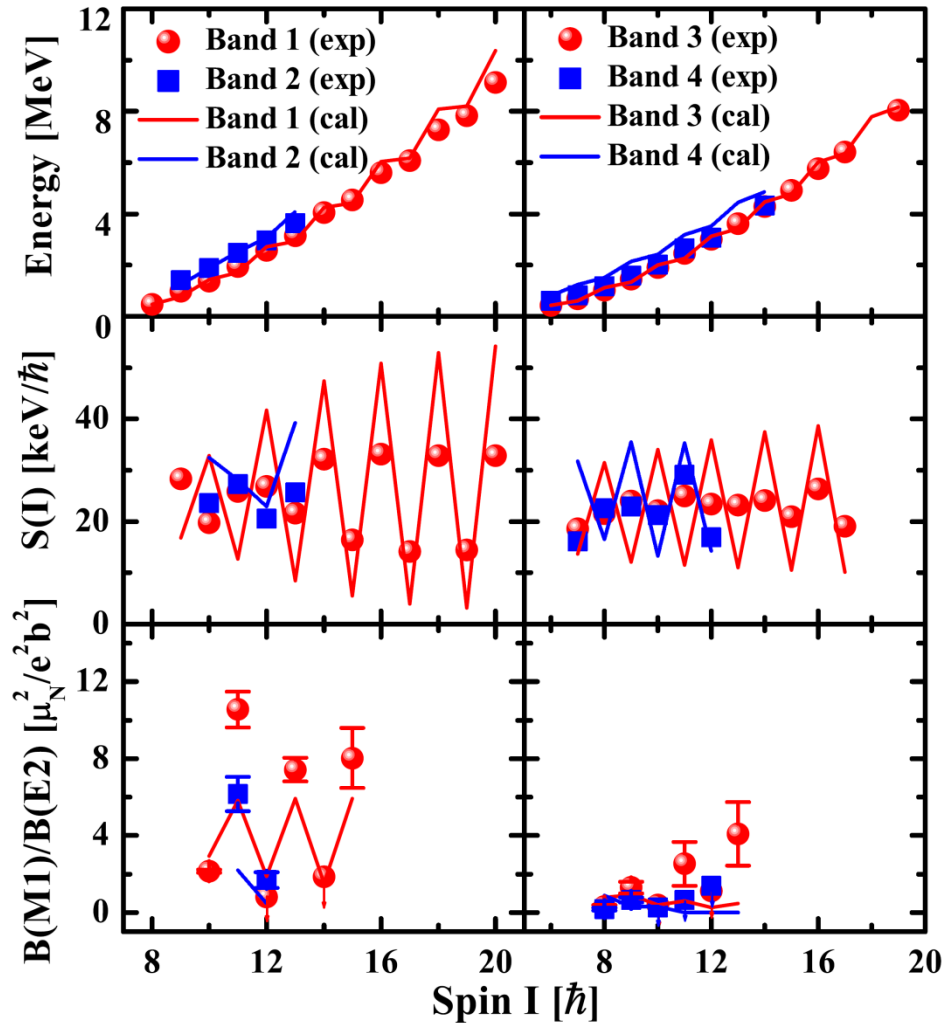 Energy [MeV]
12
8
4
0
Band 1 (exp)
Band 2 (exp)
Band 1 (cal)
Band 2 (cal)
Band 3 (exp)
Band 4 (exp)
Band 3 (cal)
Band 4 (cal)
S(I) [keV/ħ]
40
20
0
B(M1)/B(E2) [μ²_N/e²b²]
12
8
4
0
8 12 16 20 8 12 16 20
Spin I [ħ]